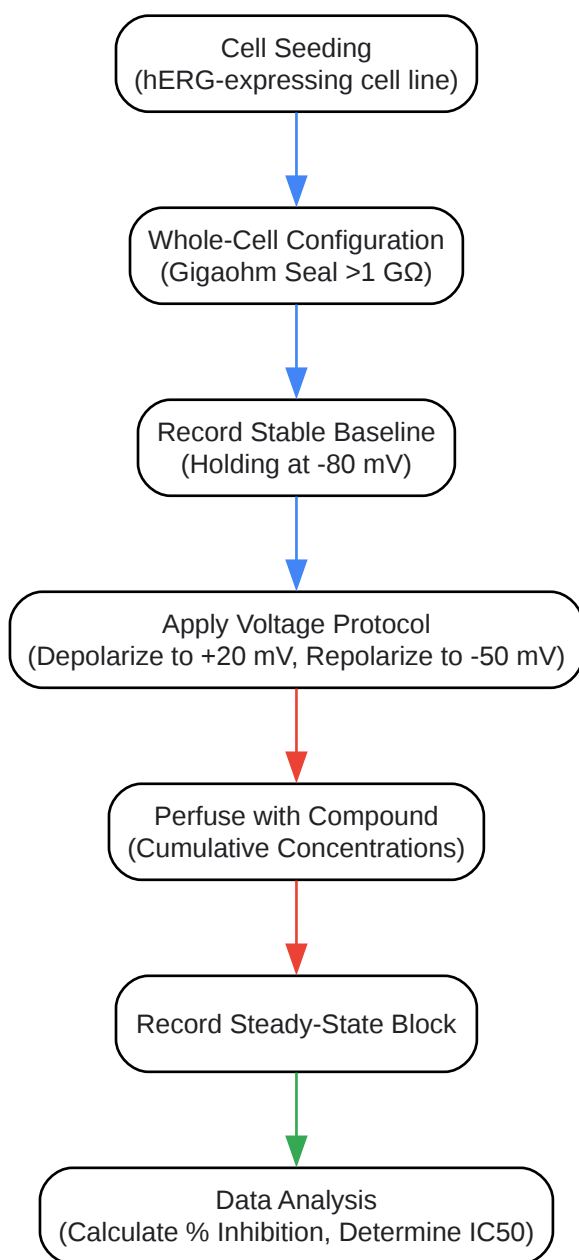 Cell Seeding
(hERG-expressing cell line)
Whole-Cell Configuration
(Gigaohm Seal >1 GΩ)
Record Stable Baseline
(Holding at -80 mV)
Apply Voltage Protocol
(Depolarize to +20 mV, Repolarize to -50 mV)
Perfuse with Compound
(Cumulative Concentrations)
Record Steady-State Block
Data Analysis
(Calculate % Inhibition, Determine IC50)